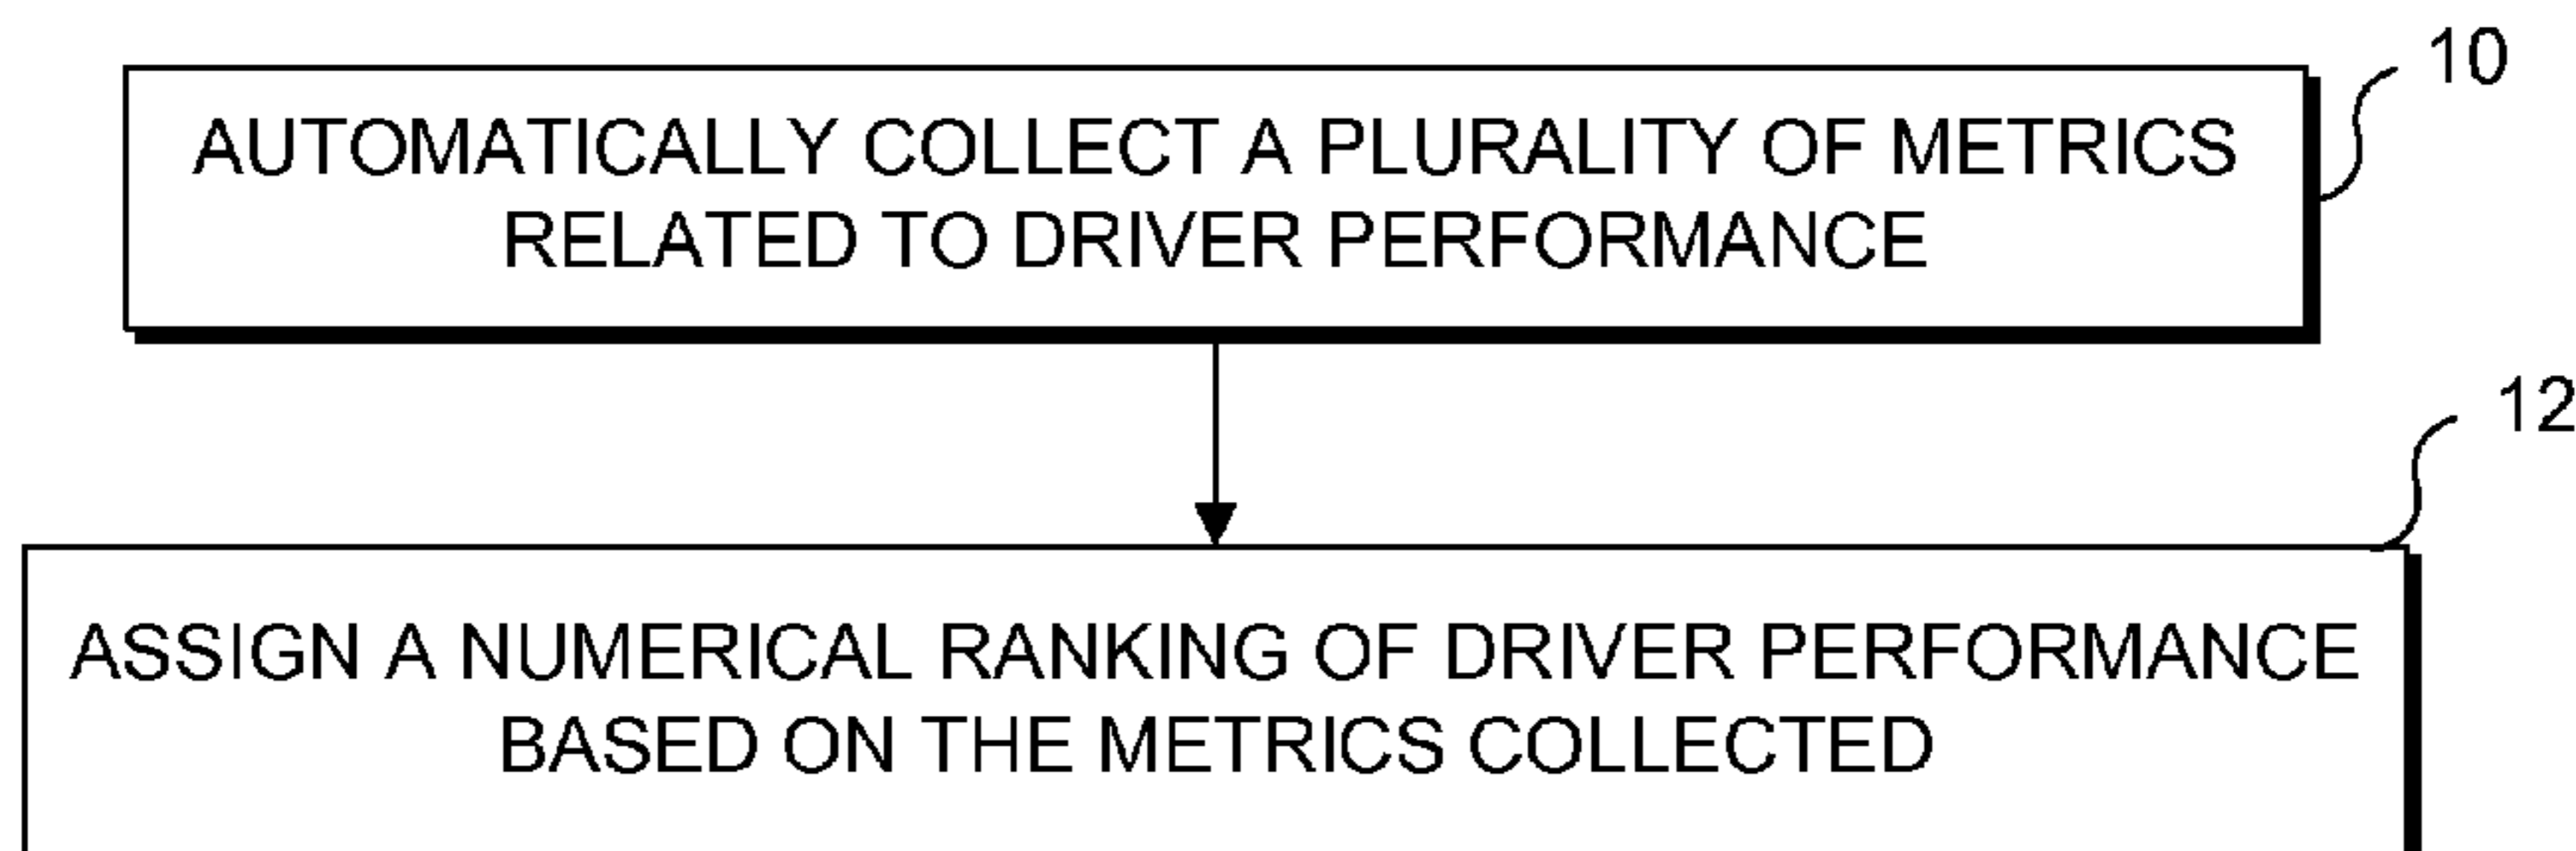 10
AUTOMATICALLY COLLECT A PLURALITY OF METRICS
RELATED TO DRIVER PERFORMANCE
12
ASSIGN A NUMERICAL RANKING OF DRIVER PERFORMANCE
BASED ON THE METRICS COLLECTED